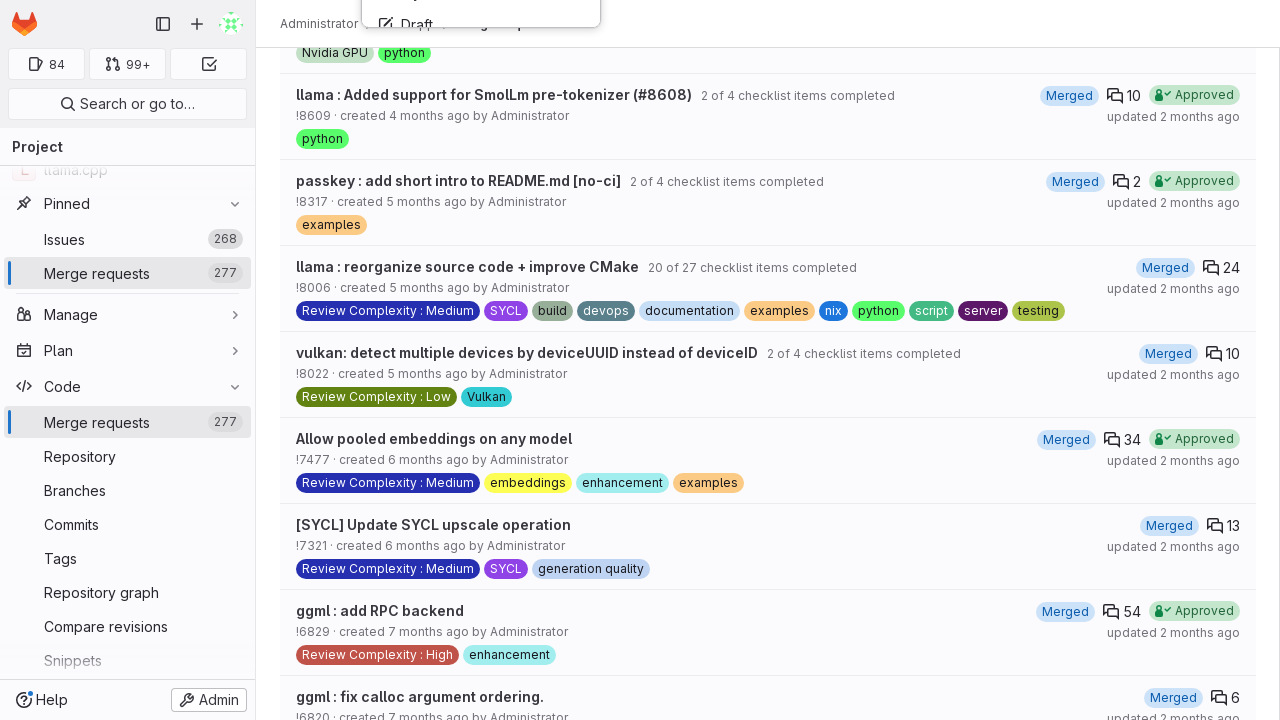 84
99+
Search or go to…
Project
llama.cpp
Pinned
Issues
268
Merge requests
277
Manage
Plan
Code
Merge requests
277
Repository
Branches
Commits
Tags
Repository graph
Compare revisions
Snippets
Help
Admin
Administrator
Draft
Nvidia GPU
python
llama : Added support for SmolLm pre-tokenizer (#8608)
2 of 4 checklist items completed
Merged
10
Approved
!8609 · created 4 months ago by Administrator
updated 2 months ago
python
passkey : add short intro to README.md [no-ci]
2 of 4 checklist items completed
Merged
2
Approved
!8317 · created 5 months ago by Administrator
updated 2 months ago
examples
llama : reorganize source code + improve CMake
20 of 27 checklist items completed
Merged
24
!8006 · created 5 months ago by Administrator
updated 2 months ago
Review Complexity : Medium
SYCL
build
devops
documentation
examples
nix
python
script
server
testing
vulkan: detect multiple devices by deviceUUID instead of deviceID
2 of 4 checklist items completed
Merged
10
!8022 · created 5 months ago by Administrator
updated 2 months ago
Review Complexity : Low
Vulkan
Allow pooled embeddings on any model
Merged
34
Approved
!7477 · created 6 months ago by Administrator
updated 2 months ago
Review Complexity : Medium
embeddings
enhancement
examples
[SYCL] Update SYCL upscale operation
Merged
13
!7321 · created 6 months ago by Administrator
updated 2 months ago
Review Complexity : Medium
SYCL
generation quality
ggml : add RPC backend
Merged
54
Approved
!6829 · created 7 months ago by Administrator
updated 2 months ago
Review Complexity : High
enhancement
ggml : fix calloc argument ordering.
Merged
6
!6820 · created 7 months ago by Administrator
updated 2 months ago